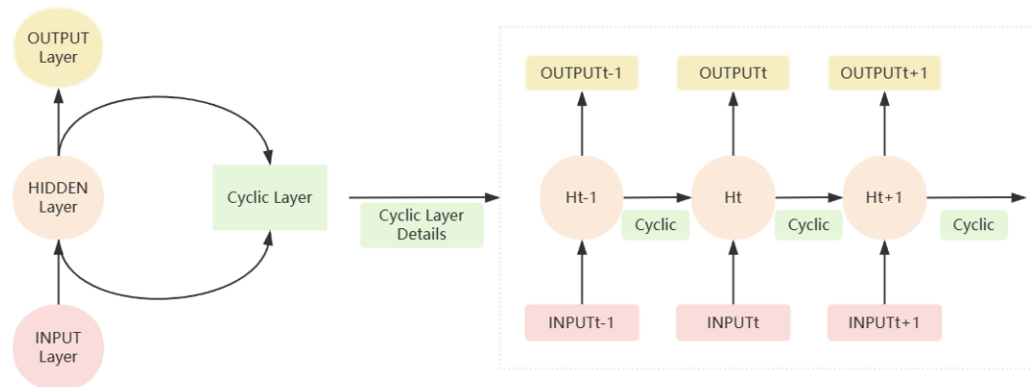 OUTPUT
Layer
HIDDEN
Layer
INPUT
Layer
Cyclic Layer
Cyclic Layer
Details
OUTPUTt-1
OUTPUTt
OUTPUTt+1
Ht-1
Ht
Ht+1
Cyclic
Cyclic
Cyclic
INPUTt-1
INPUTt
INPUTt+1